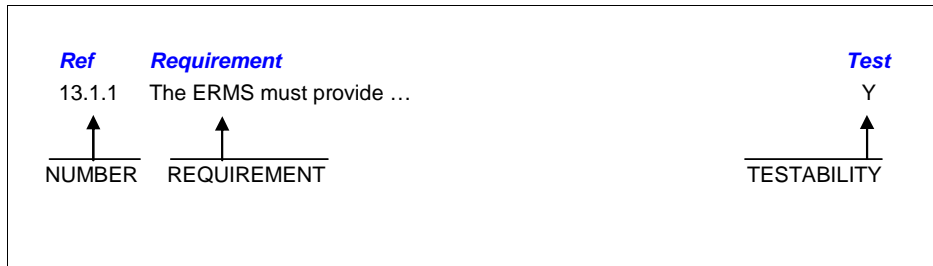 Ref Requirement Test
13.1.1 The ERMS must provide … Y
NUMBER REQUIREMENT TESTABILITY